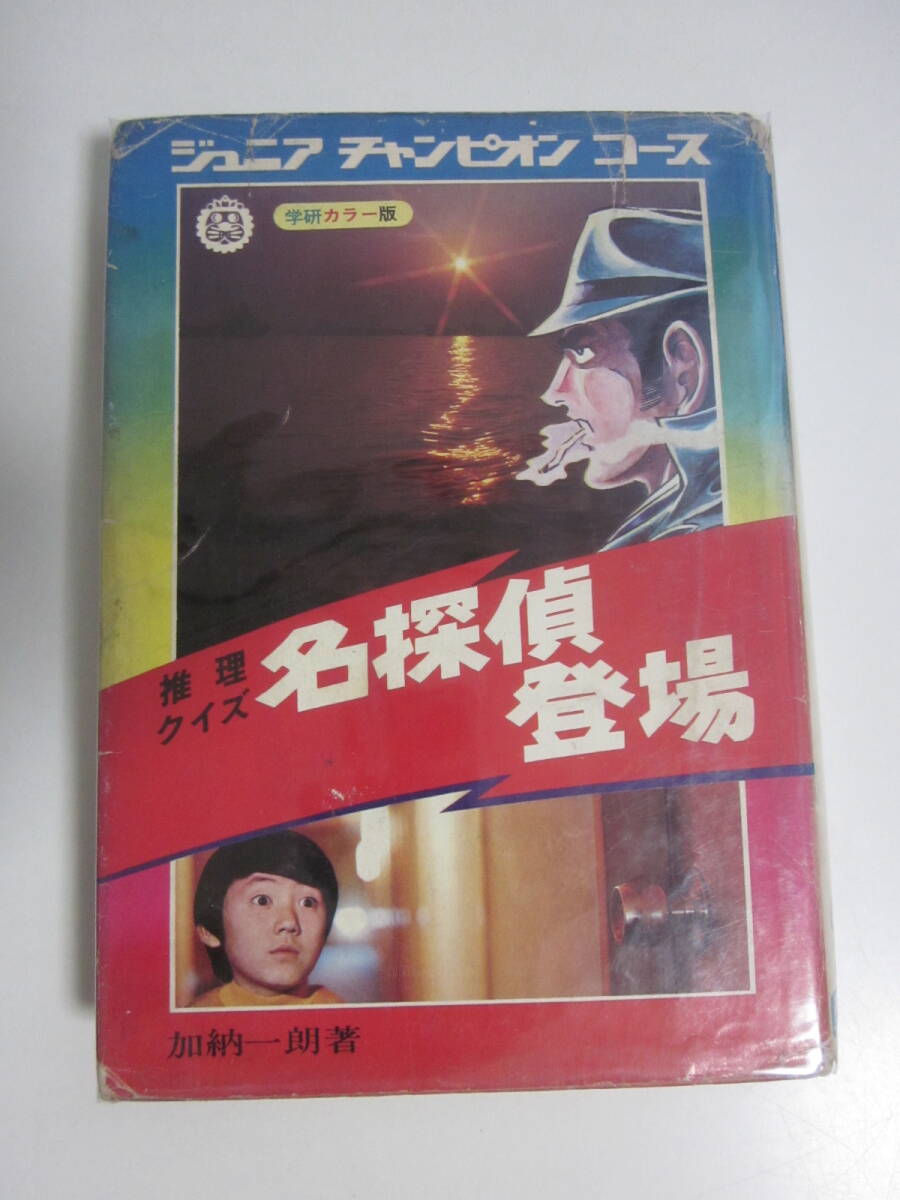 ジュニア チャンピオン コース
学研カラー版
推理
クイズ
名探偵
登場
加納一朗著